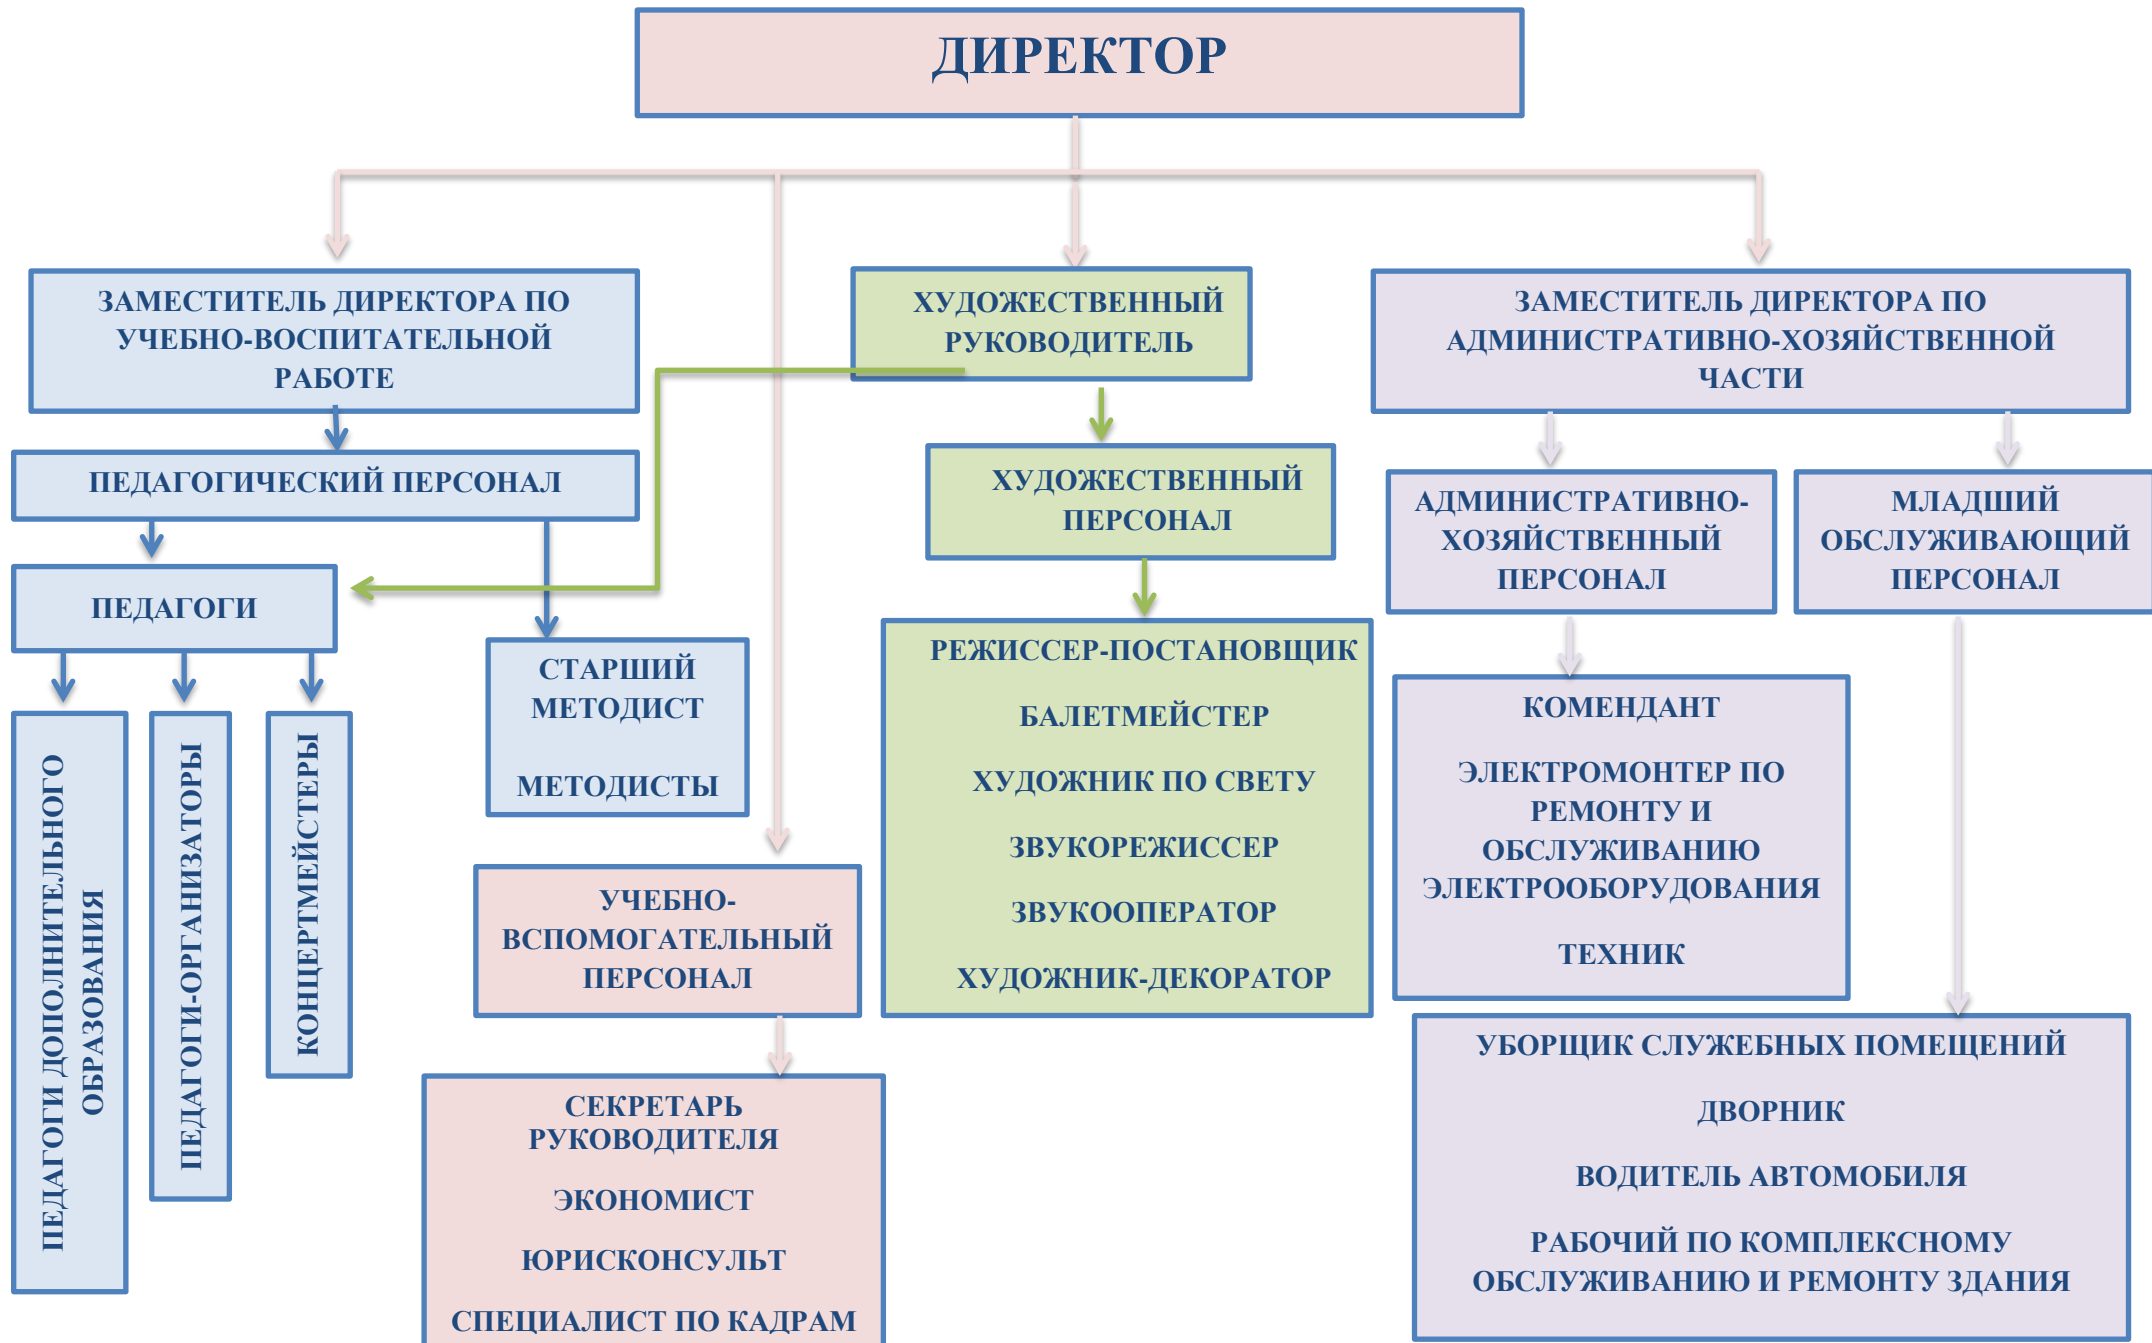 ДИРЕКТОР
ЗАМЕСТИТЕЛЬ ДИРЕКТОРА ПО
УЧЕБНО-ВОСПИТАТЕЛЬНОЙ
РАБОТЕ
ХУДОЖЕСТВЕННЫЙ
РУКОВОДИТЕЛЬ
ЗАМЕСТИТЕЛЬ ДИРЕКТОРА ПО
АДМИНИСТРАТИВНО-ХОЗЯЙСТВЕННОЙ
ЧАСТИ
ПЕДАГОГИЧЕСКИЙ ПЕРСОНАЛ
ХУДОЖЕСТВЕННЫЙ
ПЕРСОНАЛ
АДМИНИСТРАТИВНО-
ХОЗЯЙСТВЕННЫЙ
ПЕРСОНАЛ
МЛАДШИЙ
ОБСЛУЖИВАЮЩИЙ
ПЕРСОНАЛ
ПЕДАГОГИ
СТАРШИЙ
МЕТОДИСТ
МЕТОДИСТЫ
РЕЖИССЕР-ПОСТАНОВЩИК
БАЛЕТМЕЙСТЕР
ХУДОЖНИК ПО СВЕТУ
ЗВУКОРЕЖИССЕР
ЗВУКООПЕРАТОР
ХУДОЖНИК-ДЕКОРАТОР
КОМЕНДАНТ
ЭЛЕКТРОМОНТЕР ПО
РЕМОНТУ И
ОБСЛУЖИВАНИЮ
ЭЛЕКТРООБОРУДОВАНИЯ
ТЕХНИК
ПЕДАГОГИ ДОПОЛНИТЕЛЬНОГО
ОБРАЗОВАНИЯ
ПЕДАГОГИ-ОРГАНИЗАТОРЫ
КОНЦЕРТМЕЙСТЕРЫ
УЧЕБНО-
ВСПОМОГАТЕЛЬНЫЙ
ПЕРСОНАЛ
СЕКРЕТАРЬ
РУКОВОДИТЕЛЯ
ЭКОНОМИСТ
ЮРИСКОНСУЛЬТ
СПЕЦИАЛИСТ ПО КАДРАМ
УБОРЩИК СЛУЖЕБНЫХ ПОМЕЩЕНИЙ
ДВОРНИК
ВОДИТЕЛЬ АВТОМОБИЛЯ
РАБОЧИЙ ПО КОМПЛЕКСНОМУ
ОБСЛУЖИВАНИЮ И РЕМОНТУ ЗДАНИЯ